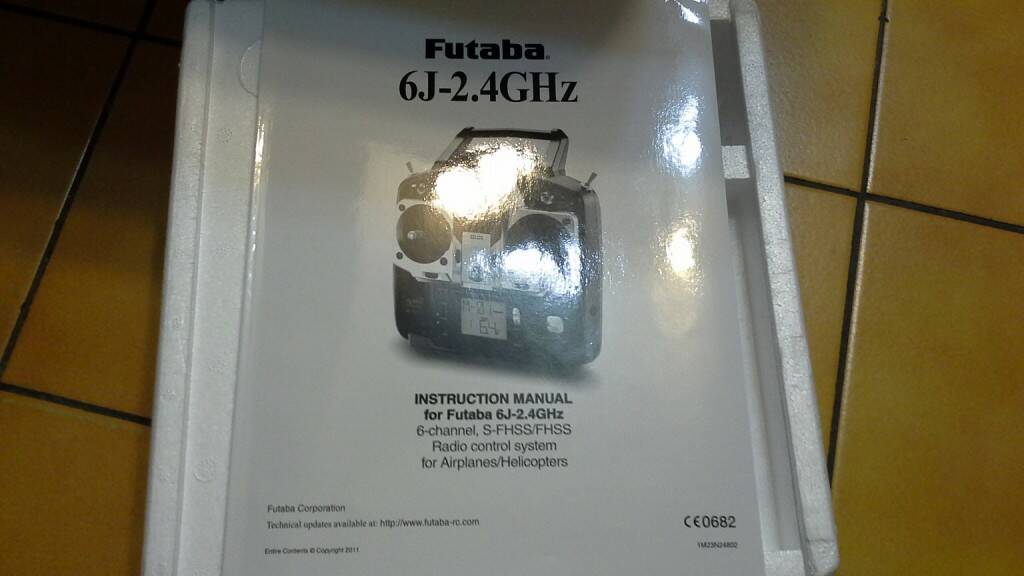 Futaba®
6J-2.4GHz
INSTRUCTION MANUAL
for Futaba 6J-2.4GHz
6-channel, S-FHSS/FHSS
Radio control system
for Airplanes/Helicopters
Futaba Corporation
Technical updates available at: http://www.futaba-rc.com
CE0682
Entire Contents © Copyright 2011
1M23N24802